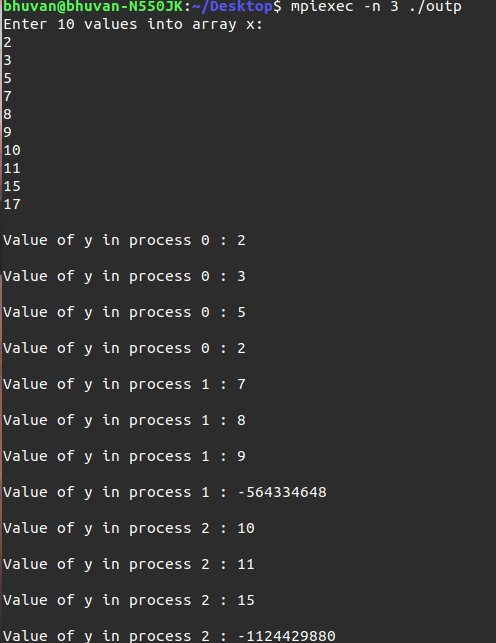 bhuvan@bhuvan-N550JK:~/Desktop$ mpiexec -n 3 ./outp
Enter 10 values into array x:
2
3
5
7
8
9
10
11
15
17
Value of y in process 0 : 2
Value of y in process 0 : 3
Value of y in process 0 : 5
Value of y in process 0 : 2
Value of y in process 1 : 7
Value of y in process 1 : 8
Value of y in process 1 : 9
Value of y in process 1 : -564334648
Value of y in process 2 : 10
Value of y in process 2 : 11
Value of y in process 2 : 15
Value of y in process 2 : -1124429880